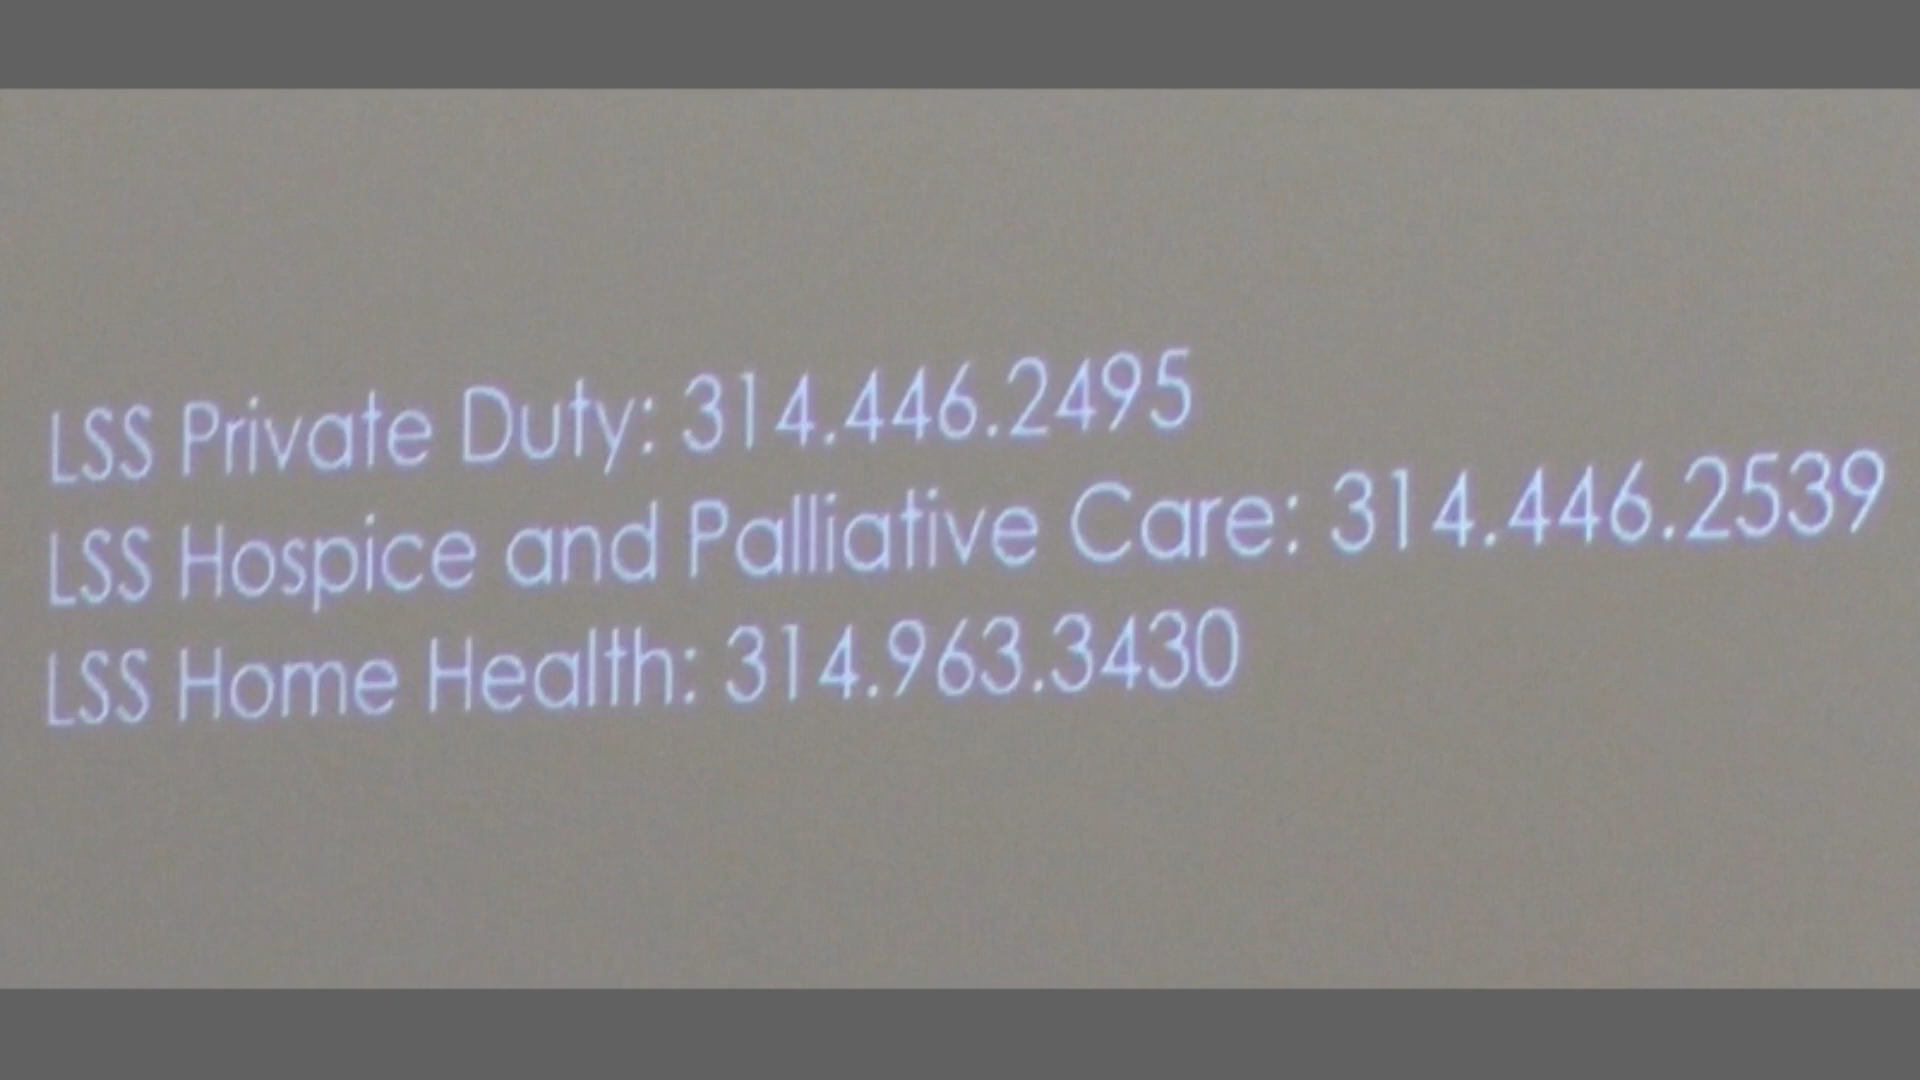 LSS Private Duty: 314.446.2495
LSS Hospice and Palliative Care: 314.446.2539
LSS Home Health: 314.963.3430